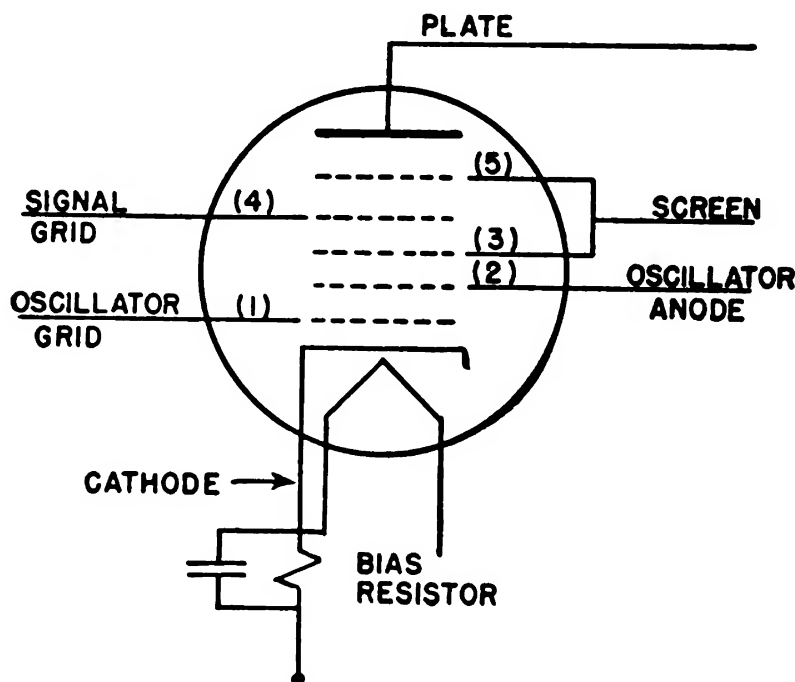 PLATE
(5)
SIGNAL
GRID
(4)
SCREEN
(3)
(2)
OSCILLATOR
ANODE
OSCILLATOR
GRID
(1)
CATHODE
BIAS
RESISTOR